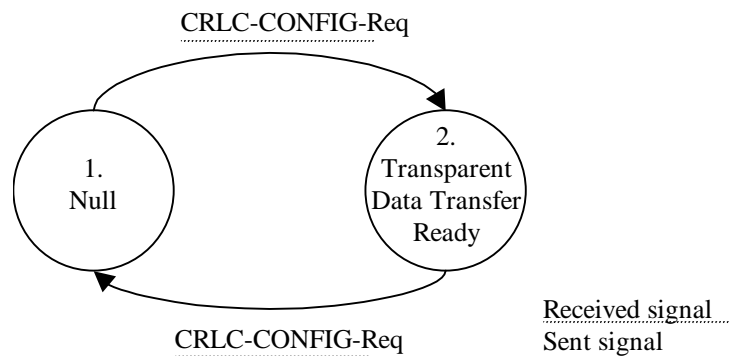 CRLC-CONFIG-Req
1.
Null
2.
Transparent
Data Transfer
Ready
CRLC-CONFIG-Req
Received signal
Sent signal